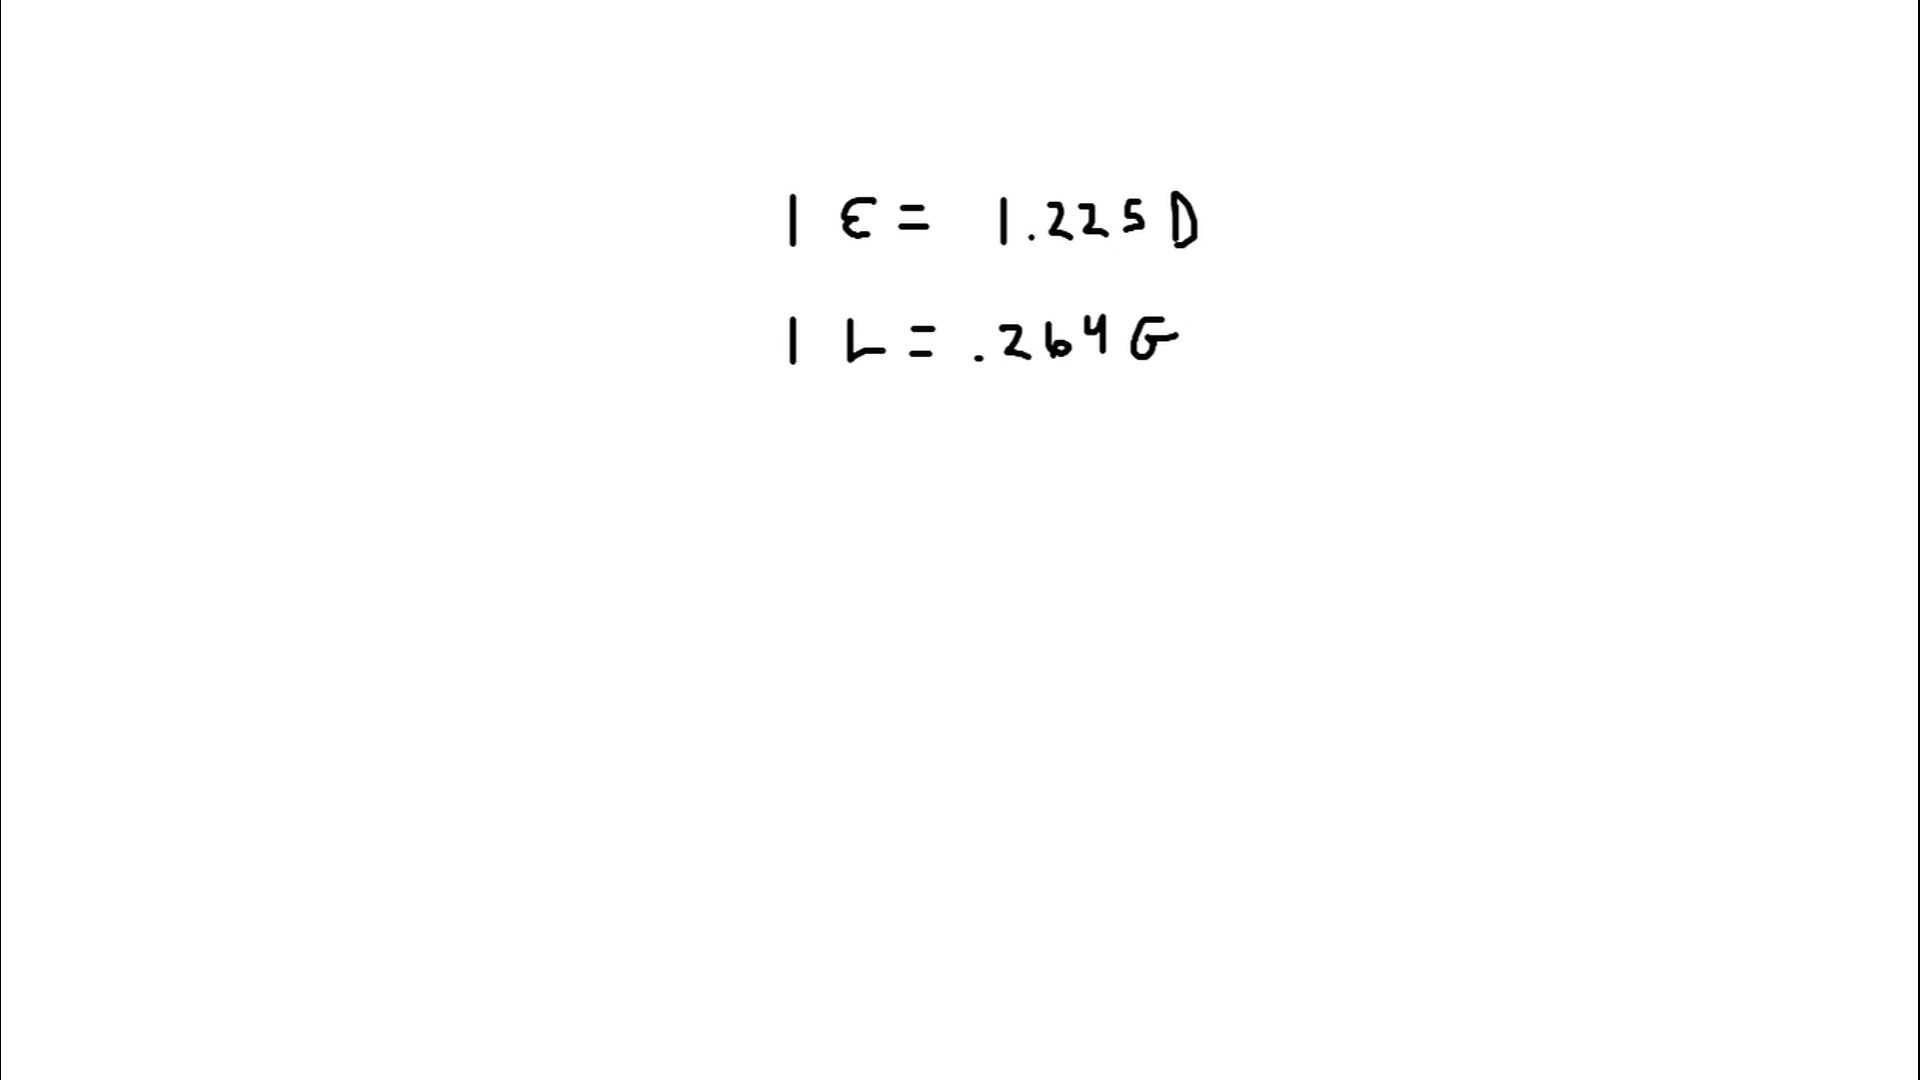 1 € = 1.225 D
1 L = .264 G